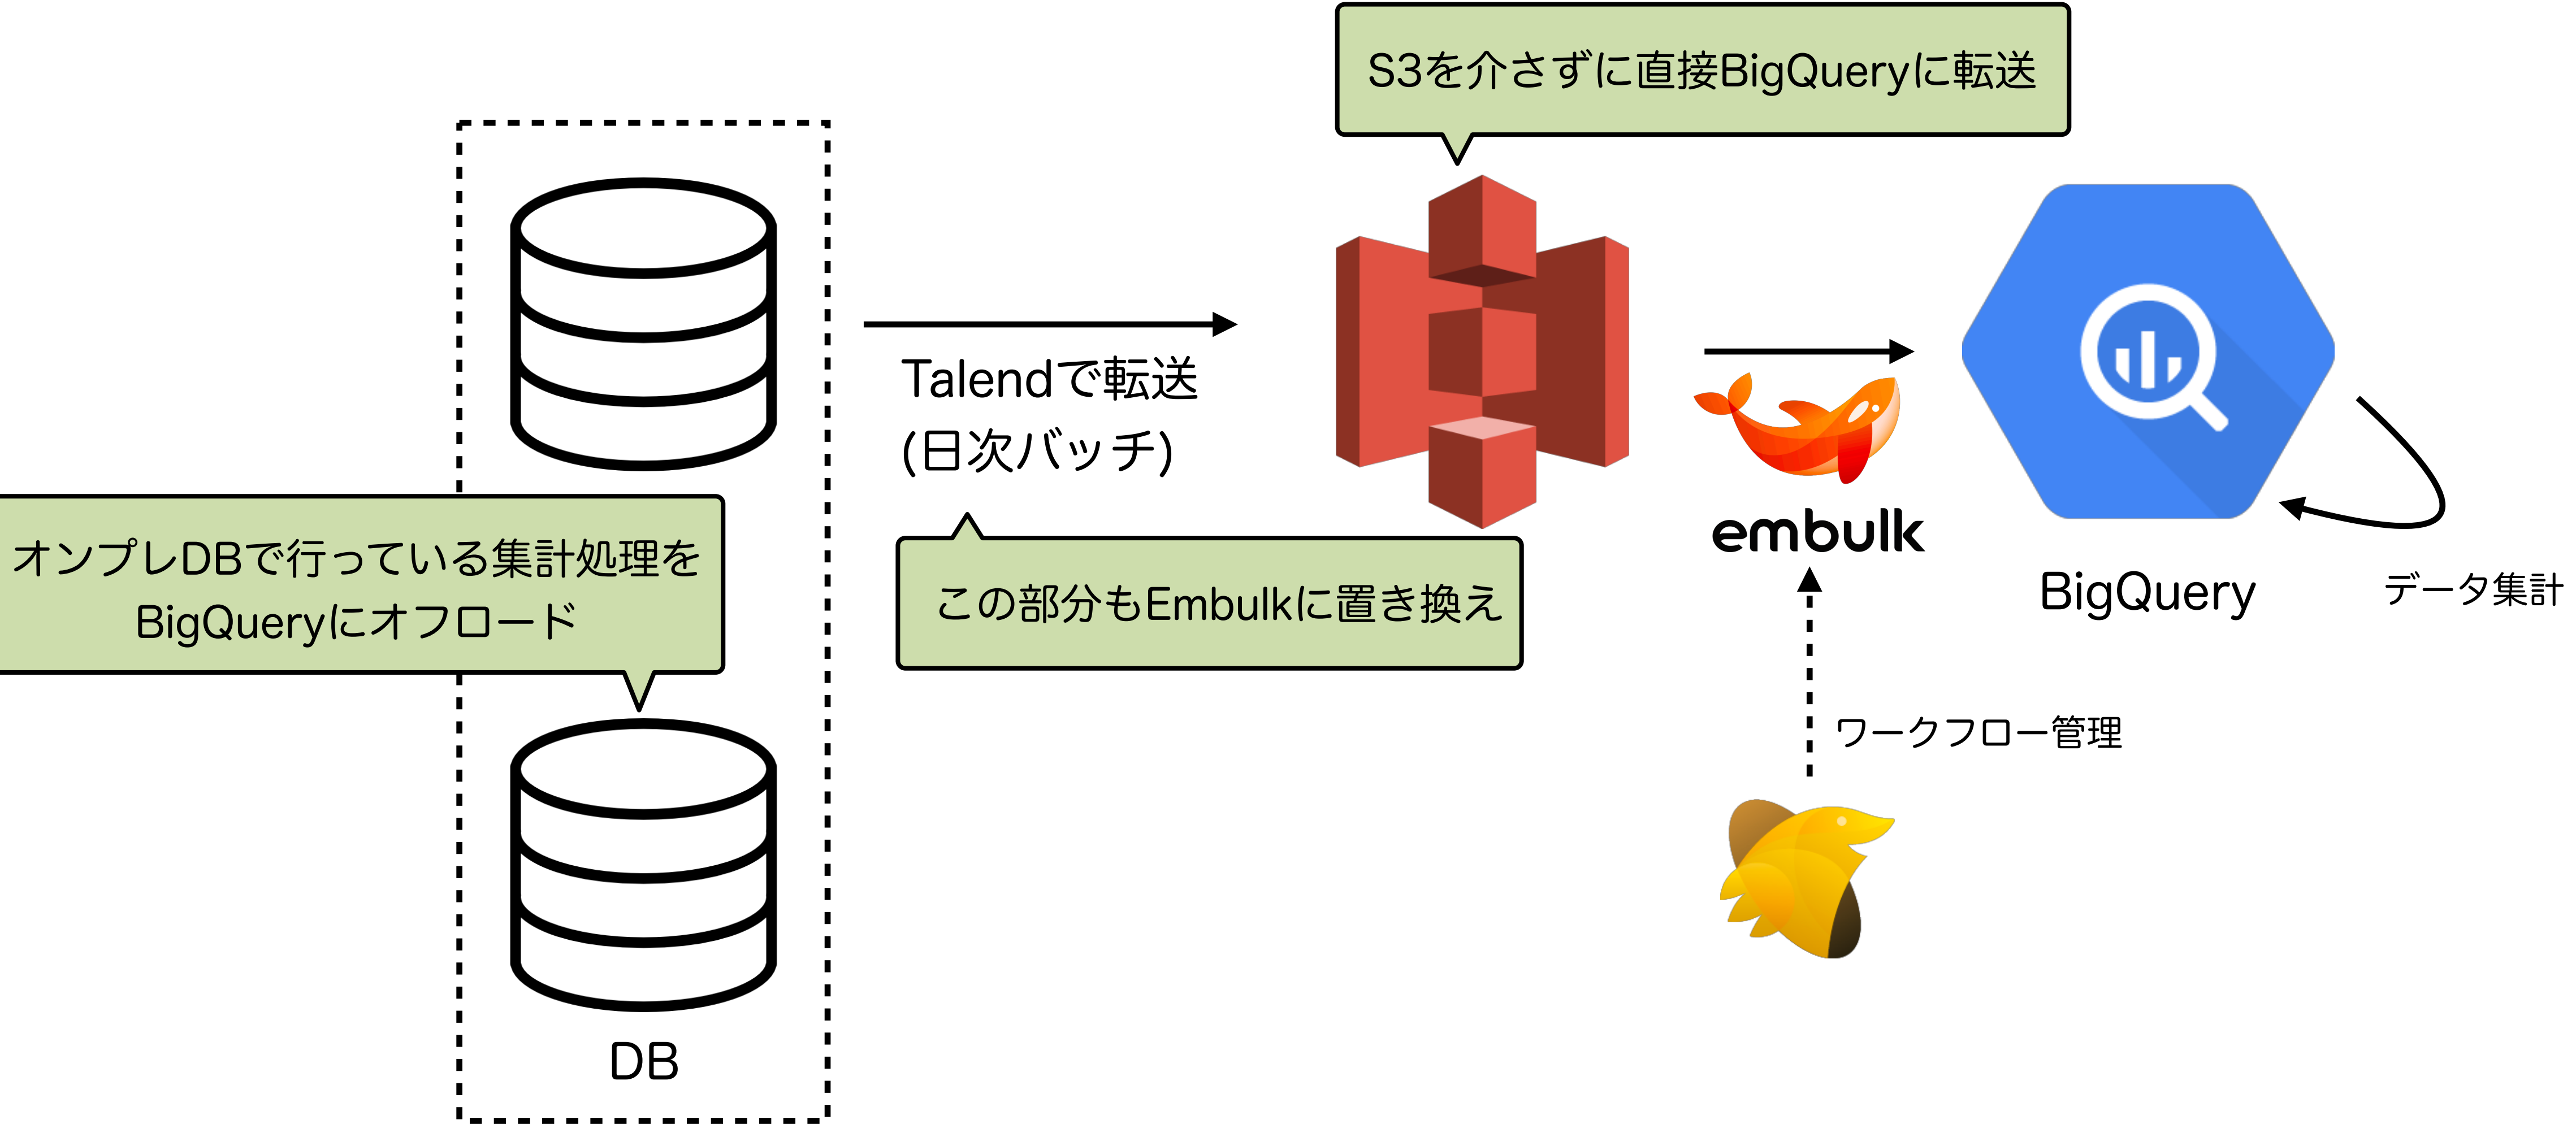 S3を介さずに直接BigQueryに転送
Talendで転送
(日次バッチ)
embulk
オンプレDBで行っている集計処理を
BigQueryにオフロード
この部分もEmbulkに置き換え
BigQuery
データ集計
ワークフロー管理
DB